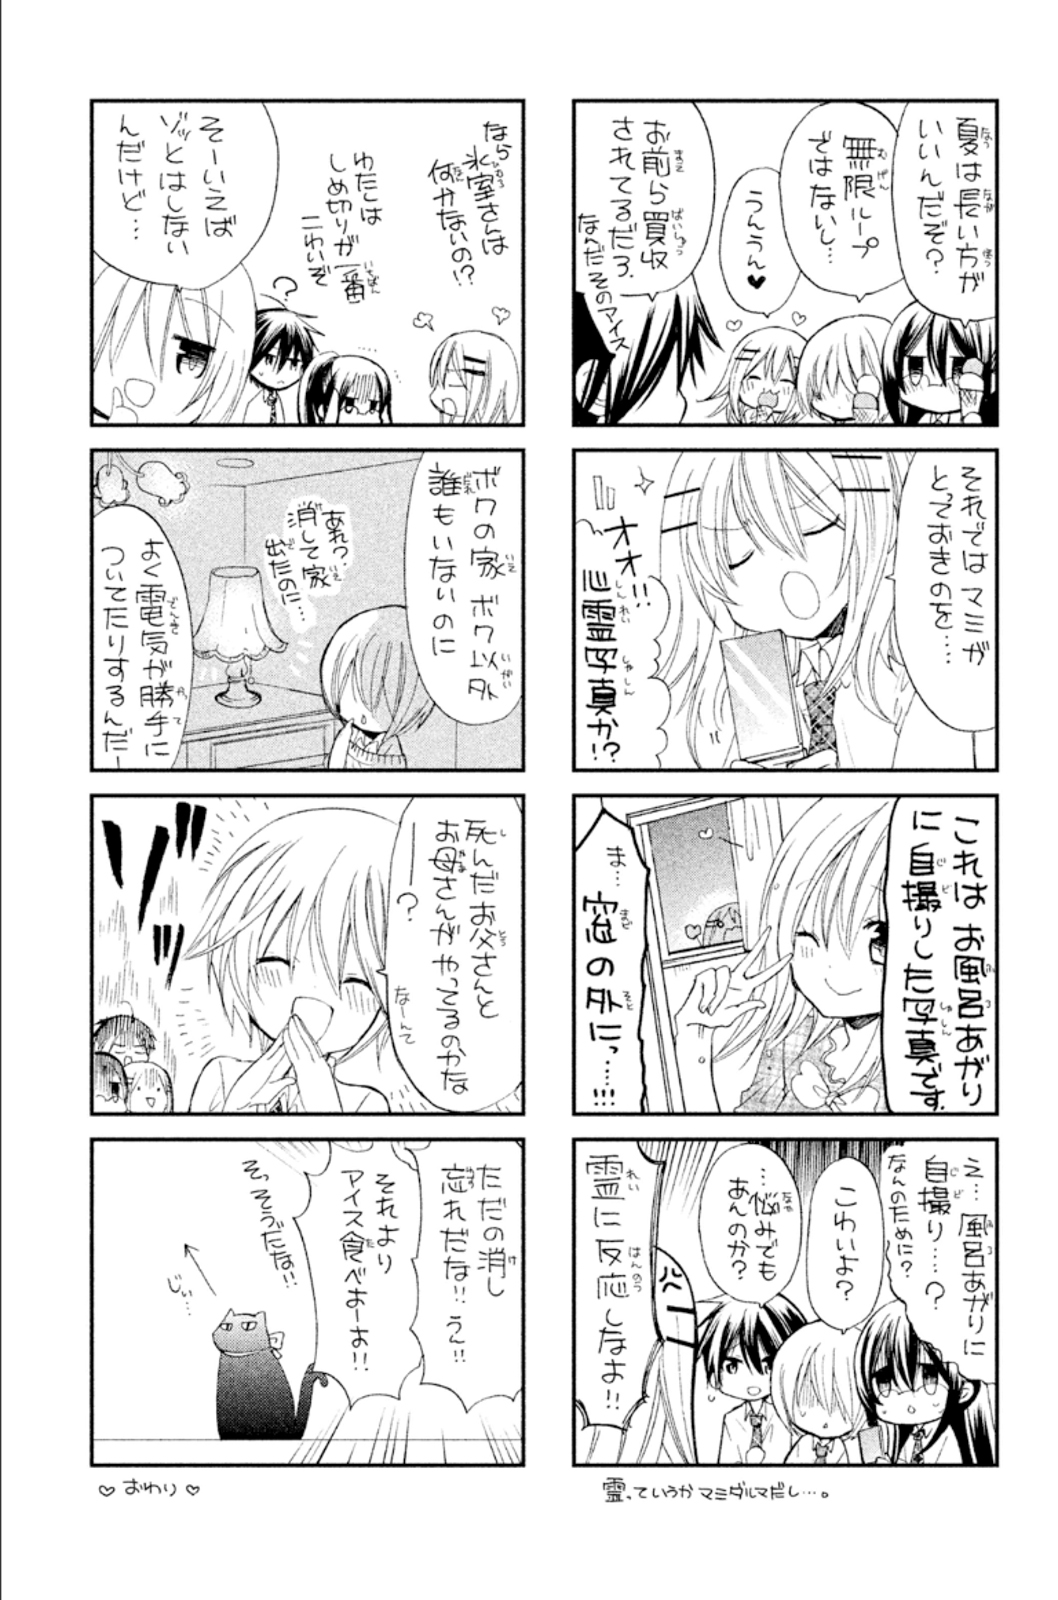 夏は長い方が
いいんだぞ?
無限ループ
ではないし…
うんうん♥
お前ら買収
されてるだろ
なんだそのアイス
それでは マミが
とっておきのを…
オオ!!
心霊写真か!?
これは お風呂あがり
に 自撮りした写真です
ま…
窓の外にっ…!!!
え… 風呂あがりに
自撮り…?
なんのために?
こわいよ?
…悩みでも
あんのか?
霊に反応しなよ!!
霊っていうか マミダルマだし…。
なら
氷室さんは
何かないの!?
わたしは
しめ切りが一番
こわいぞ
?
そーいえば
ゾッとはしない
んだけど…
ボクの家 ボク以外
誰もいないのに
あれっ?
消して家
出たのに…
よく電気が勝手に
ついてたりするんだー
死んだお父さんと
お母さんが やってるのかな
ー?
なーんて
ただの消し
忘れだな!! うん!!
それより
アイス食べよーよ!!
そっそうだな!!
じぃ…
♡ おわり ♡